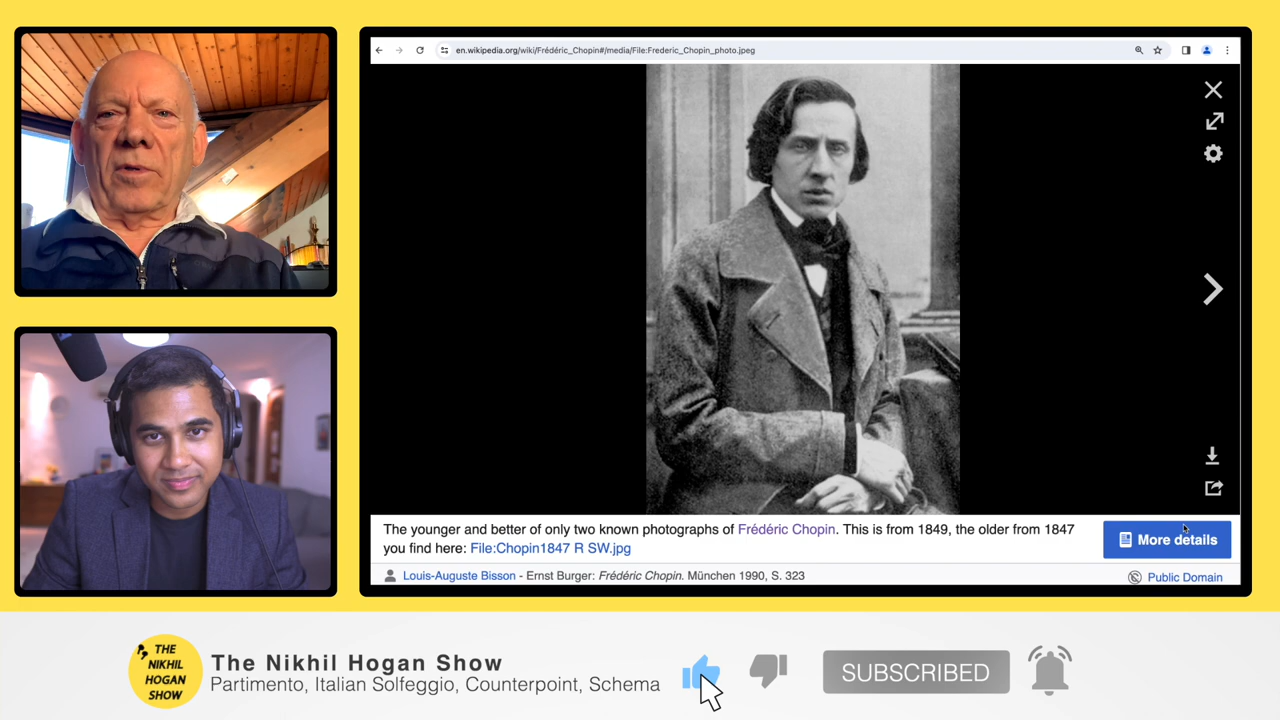 en.wikipedia.org/wiki/Frédéric_Chopin#/media/File:Frederic_Chopin_photo.jpeg
The younger and better of only two known photographs of Frédéric Chopin. This is from 1849, the older from 1847
you find here: File:Chopin1847 R SW.jpg
More details
Louis-Auguste Bisson - Ernst Burger: Frédéric Chopin. München 1990, S. 323
Public Domain
THE
NIKHIL
HOGAN
SHOW
The Nikhil Hogan Show
Partimento, Italian Solfeggio, Counterpoint, Schema
SUBSCRIBED